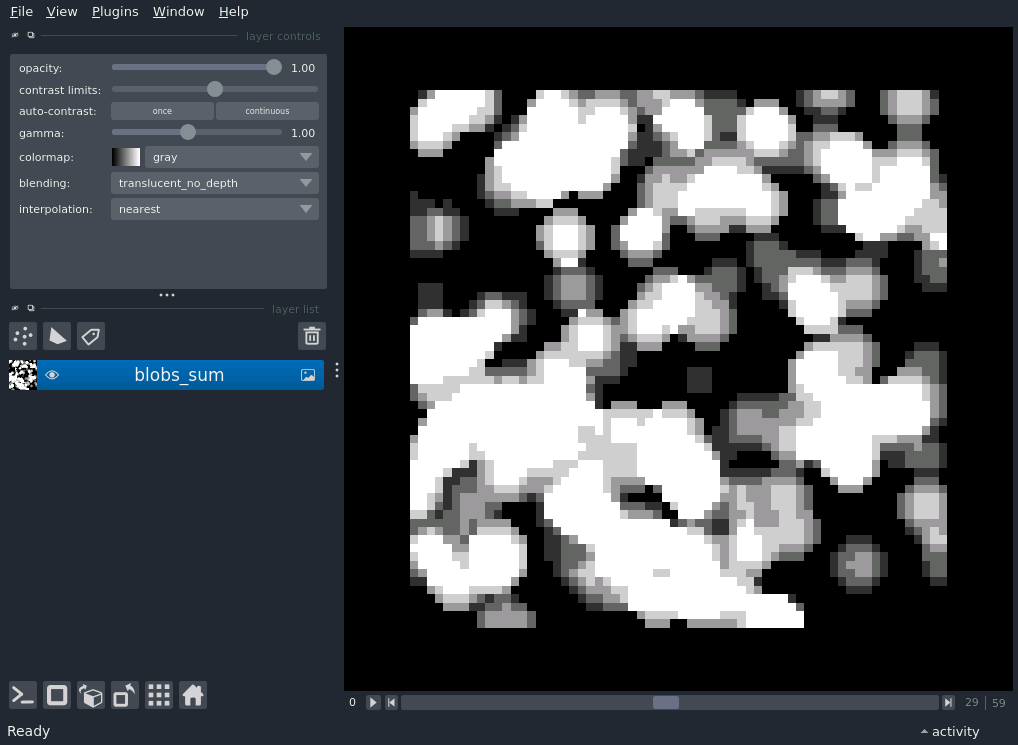 File View Plugins Window Help
layer controls
opacity: 1.00
contrast limits:
auto-contrast: once continuous
gamma: 1.00
colormap: gray
blending: translucent_no_depth
interpolation: nearest
layer list
blobs_sum
0 29 59
Ready activity